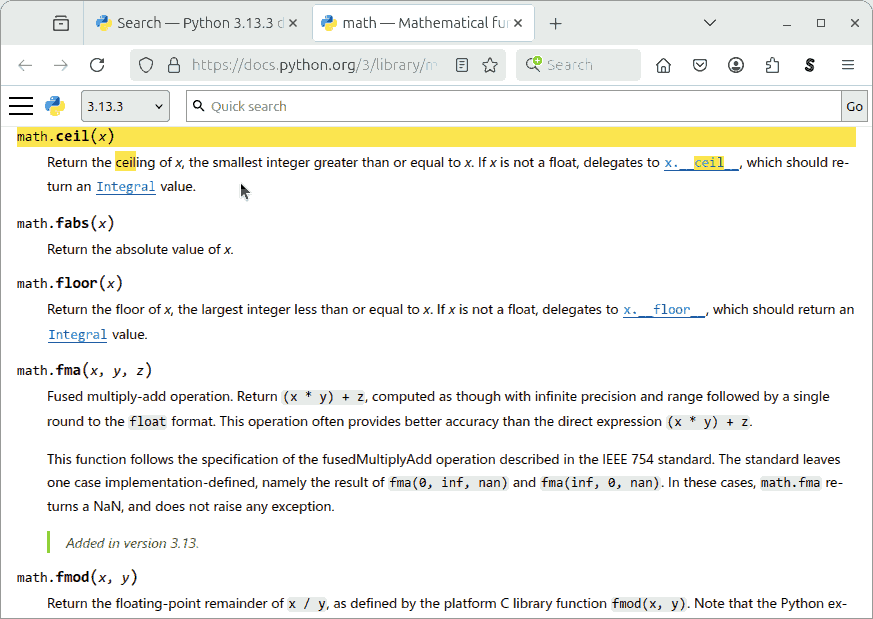 Search — Python 3.13.3 d
math — Mathematical fu
https://docs.python.org/3/library/m
Search
S
3.13.3
Quick search
Go
math.ceil(x)
Return the ceiling of x, the smallest integer greater than or equal to x. If x is not a float, delegates to x.__ceil__, which should re-
turn an Integral value.
math.fabs(x)
Return the absolute value of x.
math.floor(x)
Return the floor of x, the largest integer less than or equal to x. If x is not a float, delegates to x.__floor__, which should return an
Integral value.
math.fma(x, y, z)
Fused multiply-add operation. Return (x * y) + z, computed as though with infinite precision and range followed by a single
round to the float format. This operation often provides better accuracy than the direct expression (x * y) + z.
This function follows the specification of the fusedMultiplyAdd operation described in the IEEE 754 standard. The standard leaves
one case implementation-defined, namely the result of fma(0, inf, nan) and fma(inf, 0, nan). In these cases, math.fma re-
turns a NaN, and does not raise any exception.
Added in version 3.13.
math.fmod(x, y)
Return the floating-point remainder of x / y, as defined by the platform C library function fmod(x, y). Note that the Python ex-